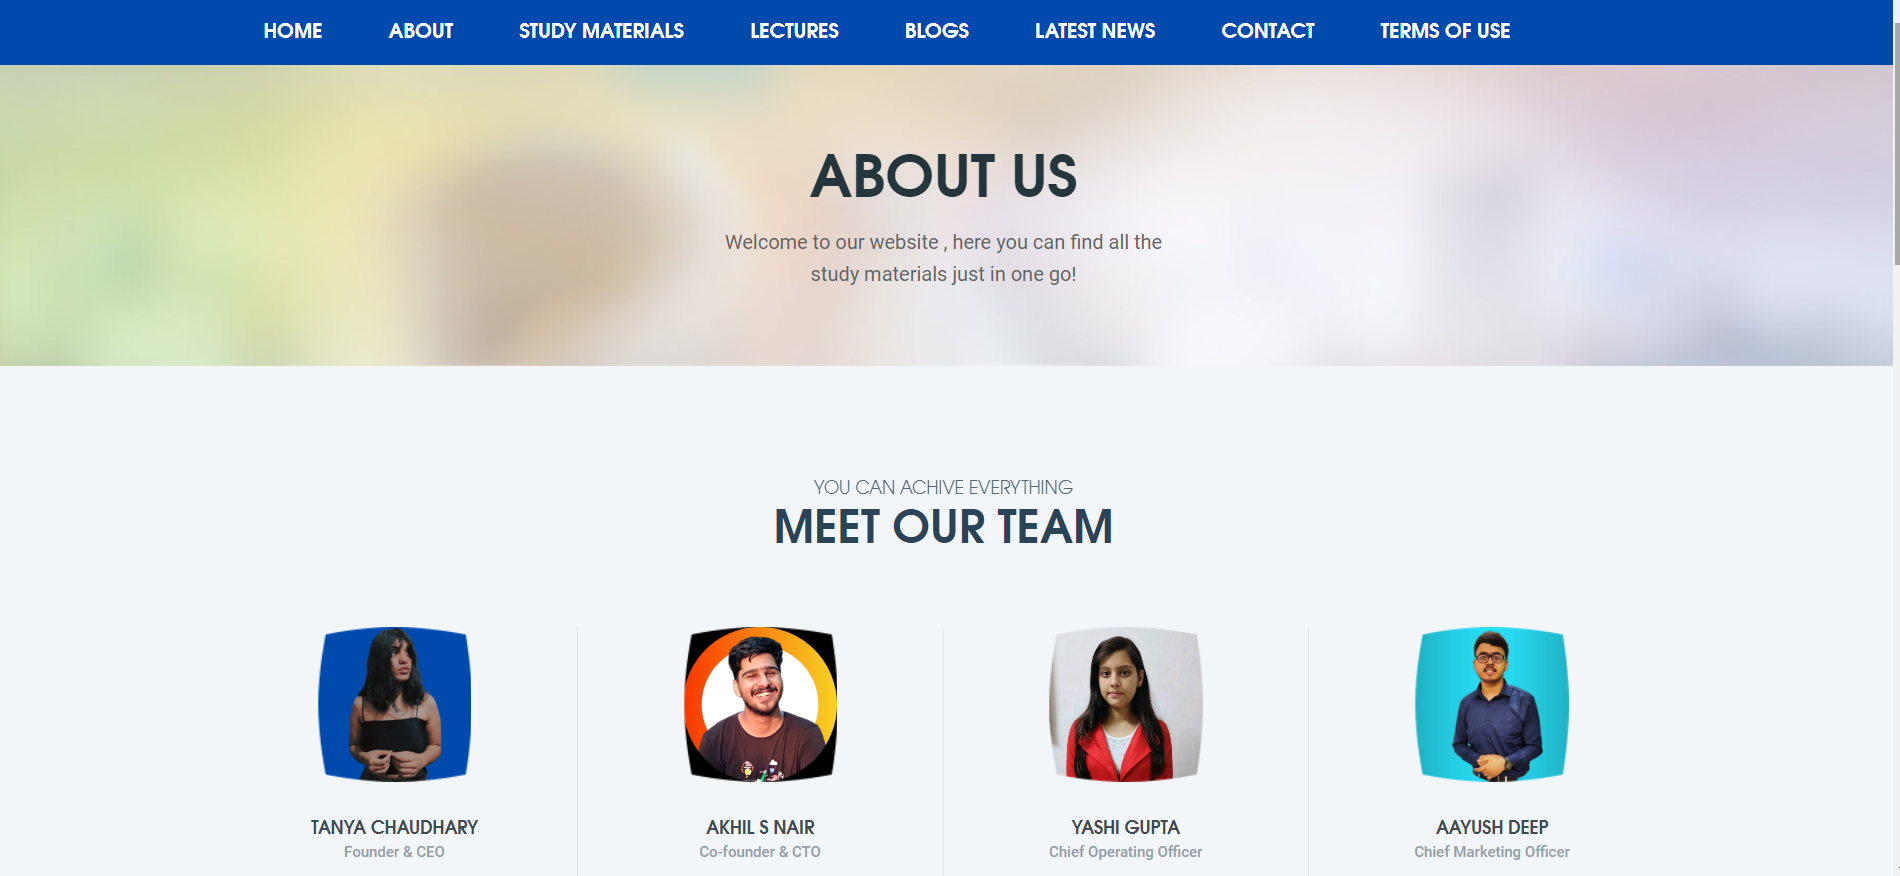 HOME ABOUT STUDY MATERIALS LECTURES BLOGS LATEST NEWS CONTACT TERMS OF USE
ABOUT US
Welcome to our website , here you can find all the
study materials just in one go!
YOU CAN ACHIVE EVERYTHING
MEET OUR TEAM
TANYA CHAUDHARY
Founder & CEO
AKHIL S NAIR
Co-founder & CTO
YASHI GUPTA
Chief Operating Officer
AAYUSH DEEP
Chief Marketing Officer